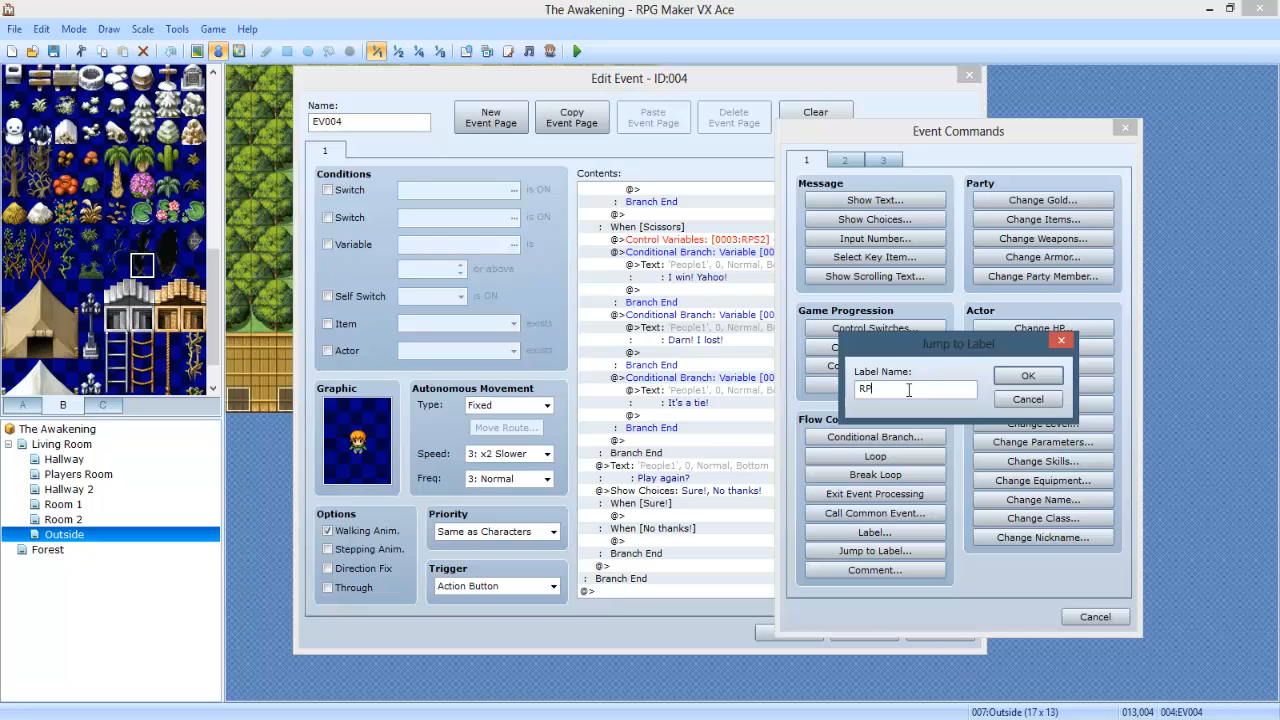 The Awakening - RPG Maker VX Ace
File Edit Mode Draw Scale Tools Game Help
Edit Event - ID:004
Name:
EV004
New Event Page
Copy Event Page
Paste Event Page
Delete Event Page
Clear
1
Conditions
Switch ... is ON
Switch ... is ON
Variable ... is
or above
Self Switch is ON
Item exists
Actor exists
Graphic
Autonomous Movement
Type: Fixed
Move Route...
Speed: 3: x2 Slower
Freq: 3: Normal
Options
Walking Anim.
Stepping Anim.
Direction Fix
Through
Priority
Same as Characters
Trigger
Action Button
Contents:
@>
: Branch End
@>
: When [Scissors]
@>Control Variables: [0003:RPS2]
@>Conditional Branch: Variable [00
@>Text: 'People1', 0, Normal, Bo
: : I win! Yahoo!
@>
: Branch End
@>Conditional Branch: Variable [00
@>Text: 'People1', 0, Normal, Bo
: : Darn! I lost!
@>
: Branch End
@>Conditional Branch: Variable [00
@>Text: 'People1', 0, Normal, Bo
: : It's a tie!
@>
: Branch End
@>
: Branch End
@>Text: 'People1', 0, Normal, Bottom
: : Play again?
@>Show Choices: Sure!, No thanks!
: When [Sure!]
@>
: When [No thanks!]
@>
: Branch End
@>
: Branch End
@>
Event Commands
1 2 3
Message
Show Text...
Show Choices...
Input Number...
Select Key Item...
Show Scrolling Text...
Party
Change Gold...
Change Items...
Change Weapons...
Change Armor...
Change Party Member...
Game Progression
Control Switches...
Actor
Change HP...
Jump to Label
Label Name:
RP
OK
Cancel
Flow Co
Conditional Branch...
Loop
Break Loop
Exit Event Processing
Call Common Event...
Label...
Jump to Label...
Comment...
Change Level...
Change Parameters...
Change Skills...
Change Equipment...
Change Name...
Change Class...
Change Nickname...
Cancel
A B C
The Awakening
Living Room
Hallway
Players Room
Hallway 2
Room 1
Room 2
Outside
Forest
007:Outside (17 x 13) 013,004 004:EV004